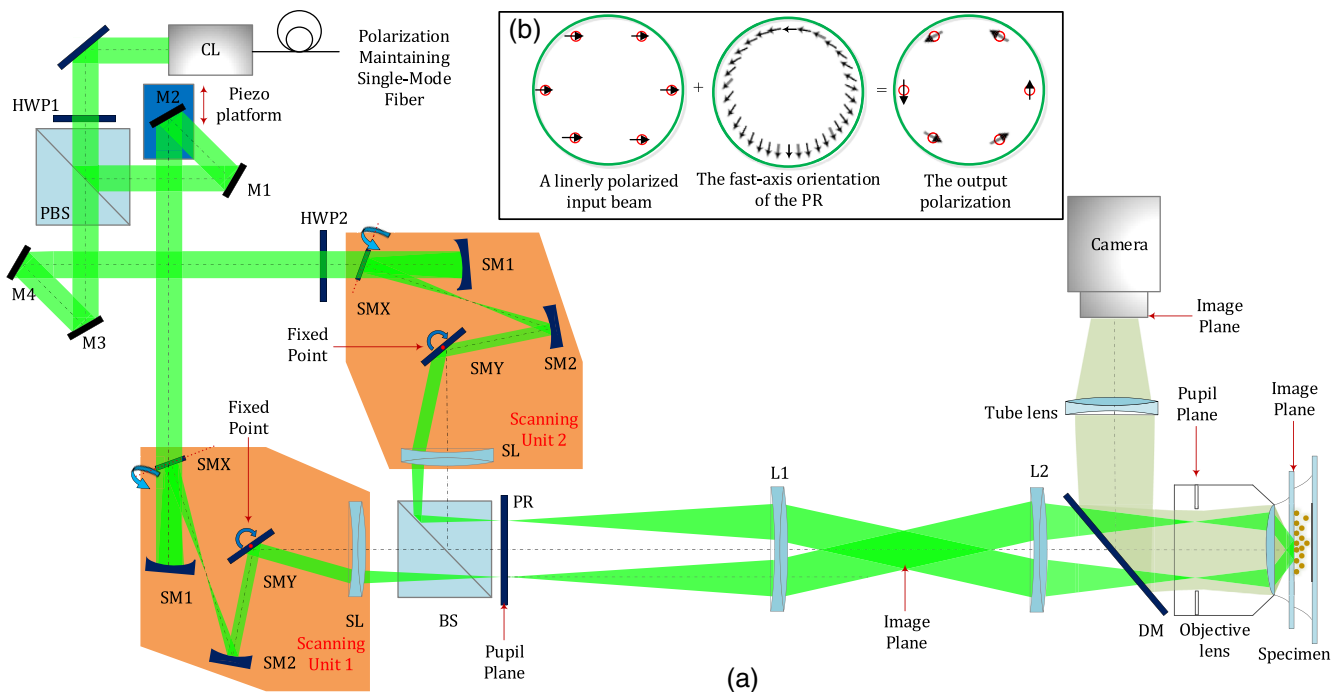 CL
Polarization
Maintaining
Single-Mode
Fiber
HWP1
M2
Piezo
platform
PBS
M1
M4
M3
HWP2
SMX
SM1
Fixed
Point
SMY
SM2
Scanning
Unit 2
SL
Fixed
Point
SMX
SM1
SMY
SM2
SL
Scanning
Unit 1
BS
PR
Pupil
Plane
L1
Image
Plane
L2
DM
Camera
Image
Plane
Tube lens
Pupil
Plane
Image
Plane
Objective
lens
Specimen
(a)
(b)
+
=
A linerly polarized
input beam
The fast-axis orientation
of the PR
The output
polarization